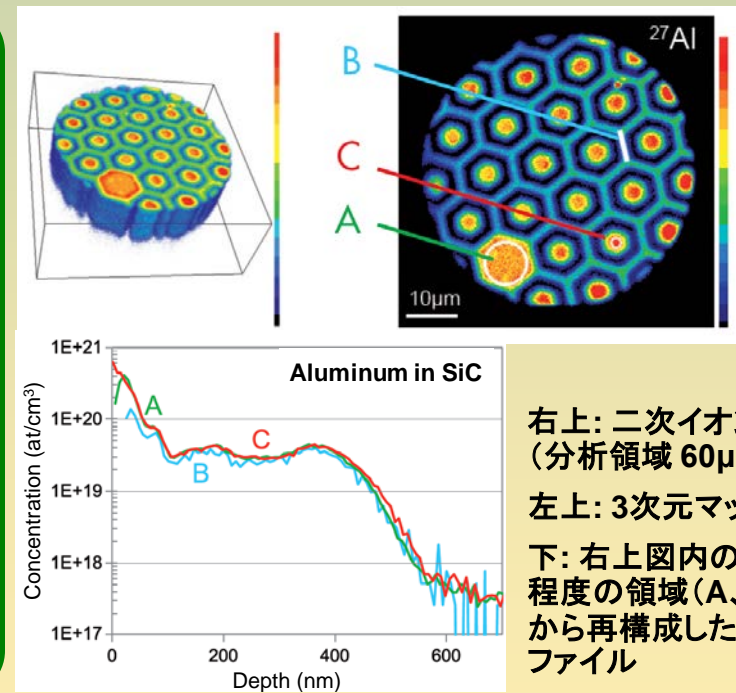 ²⁷Al
B
C
A
10µm
1E+21
1E+20
1E+19
1E+18
1E+17
Concentration (at/cm³)
Aluminum in SiC
A
B
C
0
200
400
600
Depth (nm)
右上: 二次イオ
（分析領域 60µ
左上: 3次元マッ
下: 右上図内の
程度の領域（A、
から再構成した
ファイル